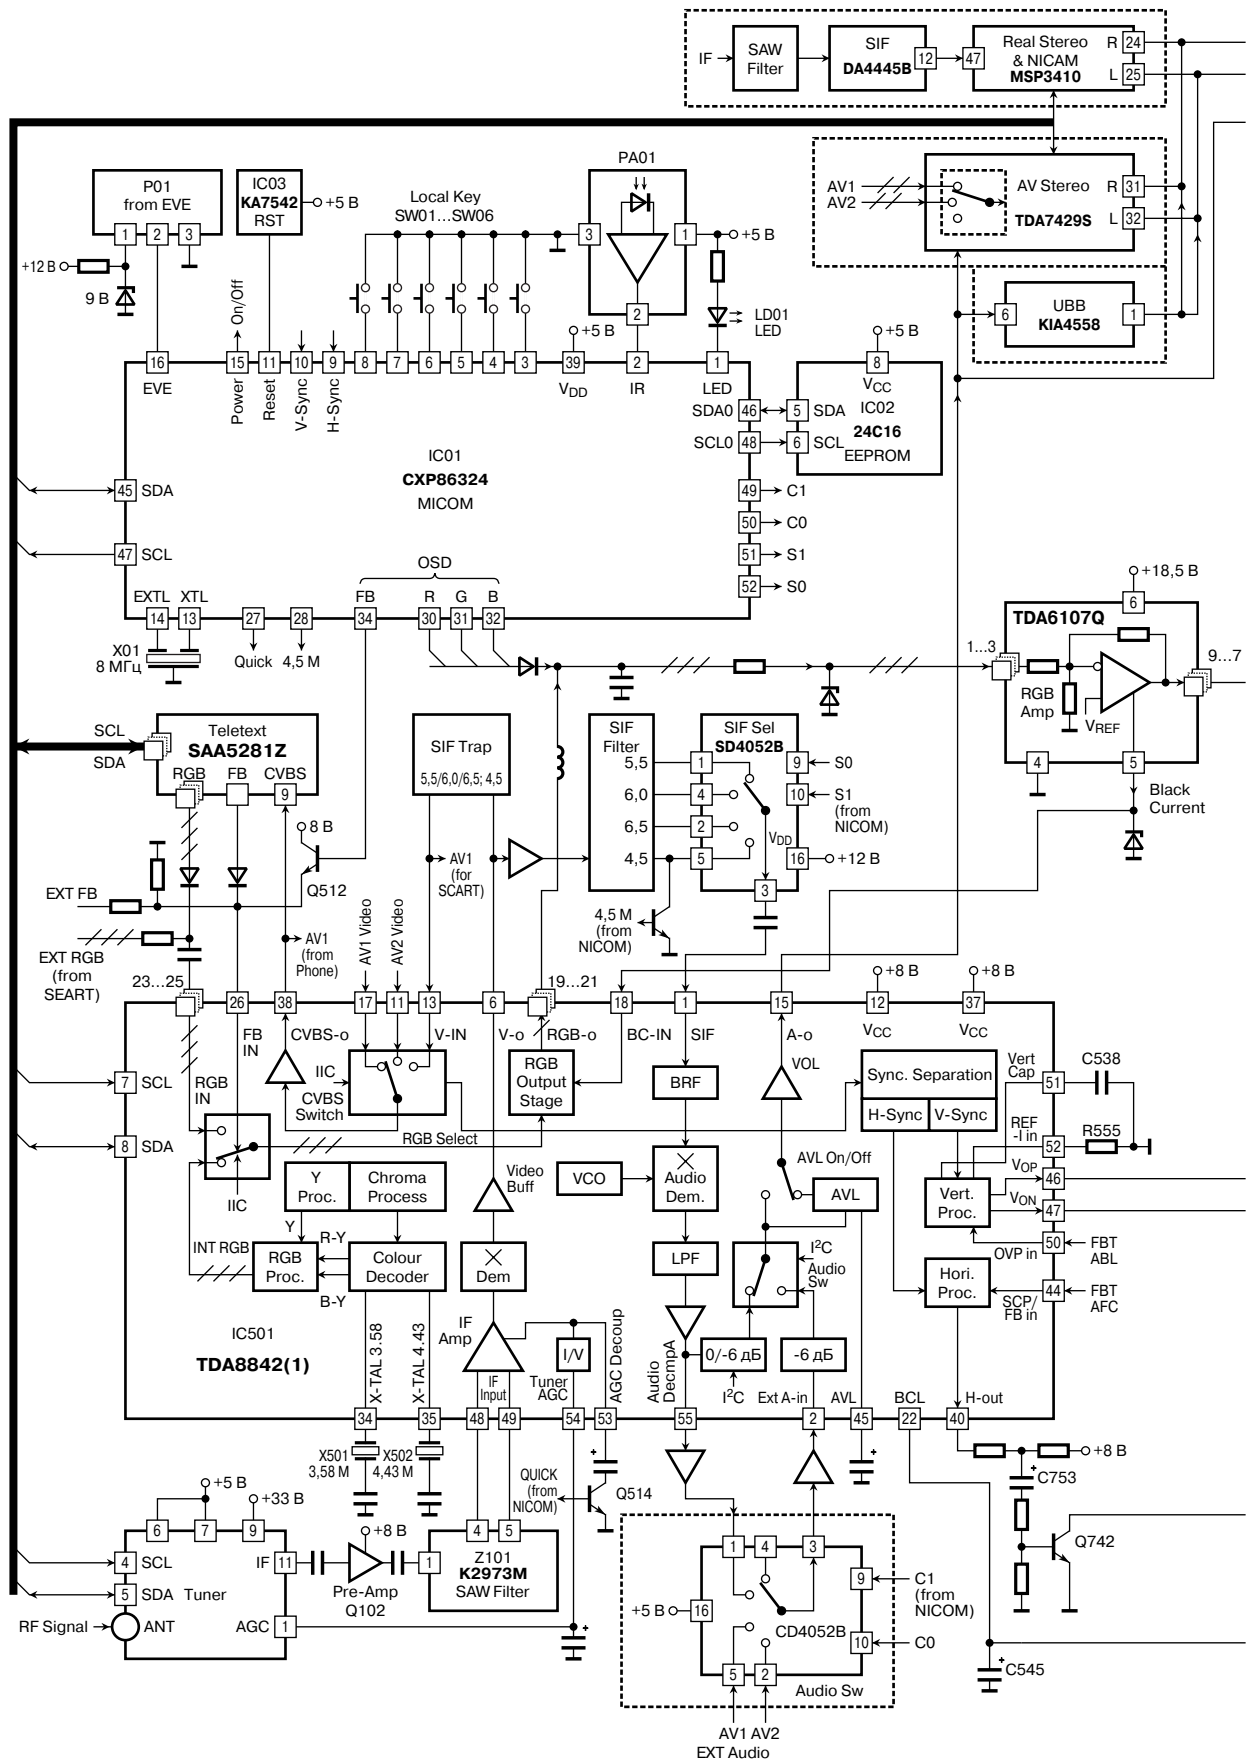 IF
SAW
Filter
SIF
DA4445B
12
47
Real Stereo
& NICAM
MSP3410
R
24
L
25
P01
from EVE
1
2
3
+12 В
9 В
IC03
KA7542
RST
+5 В
Local Key
SW01...SW06
PA01
3
1
2
+5 В
LD01
LED
AV1
AV2
AV Stereo
TDA7429S
R
31
L
32
6
UBB
KIA4558
1
On/Off
+5 В
+5 В
16
15
11
10
9
8
7
6
5
4
3
39
2
1
EVE
Power
Reset
V-Sync
H-Sync
VDD
IR
LED
8
VCC
IC02
24C16
EEPROM
SDA0
46
5
SDA
SCL0
48
6
SCL
IC01
CXP86324
MICOM
45
SDA
47
SCL
49
C1
50
C0
51
S1
52
S0
OSD
EXTL
XTL
FB
R
G
B
14
13
27
28
34
30
31
32
X01
8 МГц
Quick
4,5 M
+18,5 В
TDA6107Q
6
1...3
9...7
RGB
Amp
VREF
4
5
Black
Current
SCL
SDA
Teletext
SAA5281Z
RGB
FB
CVBS
9
8 В
Q512
EXT FB
EXT RGB
(from
SEART)
AV1
(from
Phone)
SIF Trap
5,5/6,0/6,5; 4,5
AV1
(for
SCART)
SIF
Filter
5,5
6,0
6,5
4,5
SIF Sel
SD4052B
1
4
2
5
9
S0
10
S1
(from
NICOM)
VDD
16
+12 В
3
4,5 M
(from
NICOM)
AV1 Video
AV2 Video
23...25
26
38
17
11
13
6
19...21
18
1
15
+8 В
12
+8 В
37
FB
IN
CVBS-o
V-IN
V-o
RGB-o
BC-IN
SIF
A-o
VCC
VCC
7
SCL
8
SDA
RGB
IN
IIC
CVBS
Switch
RGB
Output
Stage
BRF
VOL
Sync. Separation
H-Sync
V-Sync
Vert
Cap
51
C538
REF
-I in
52
R555
RGB Select
IIC
Y
Proc.
Chroma
Process
Video
Buff
VCO
Audio
Dem.
AVL On/Off
AVL
Vert.
Proc.
VOP
46
VON
47
OVP in
50
FBT
ABL
INT RGB
Y
R-Y
B-Y
RGB
Proc.
Colour
Decoder
Dem
LPF
I2C
Audio
Sw
Hori.
Proc.
SCP/
FB in
44
FBT
AFC
IC501
TDA8842(1)
X-TAL 3.58
X-TAL 4.43
IF
Amp
IF
Input
Tuner
AGC
I/V
AGC Decoup
Audio
DecmpA
0/-6 дБ
I2C
-6 дБ
Ext A-in
AVL
BCL
H-out
34
35
48
49
54
53
55
2
45
22
40
X501
3,58 M
X502
4,43 M
QUICK
(from
NICOM)
+
Q514
+
+8 В
+
C753
Q742
+5 В
+33 В
6
7
9
4
SCL
5
SDA Tuner
RF Signal
ANT
IF
11
AGC
1
+8 В
Pre-Amp
Q102
1
4
5
Z101
K2973M
SAW Filter
+
1
4
3
+5 В
16
CD4052B
9
C1
(from
NICOM)
10
C0
5
2
Audio Sw
AV1 AV2
EXT Audio
+
C545